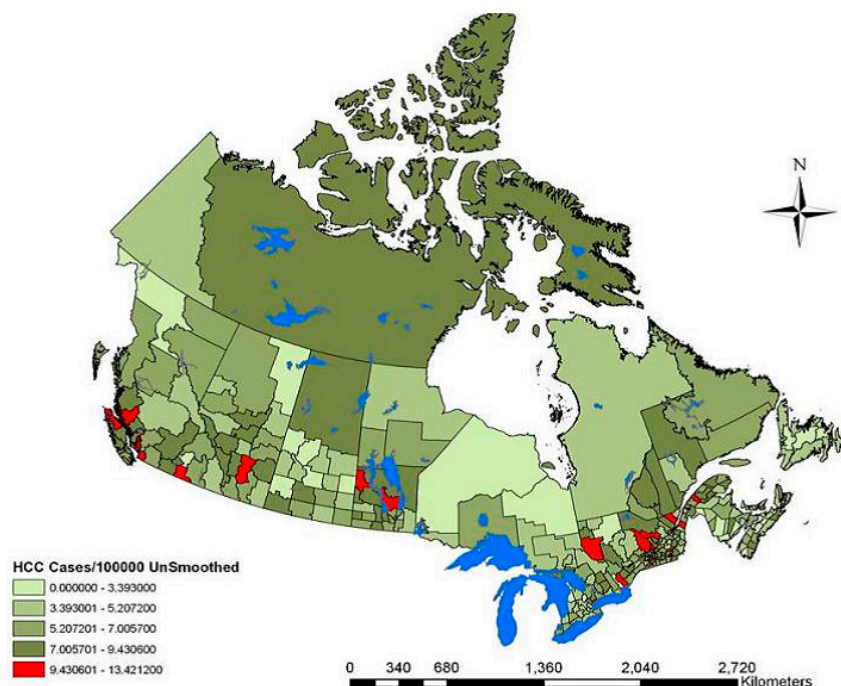 N
HCC Cases/100000 UnSmoothed
0.000000 - 3.393000
3.393001 - 5.207200
5.207201 - 7.005700
7.005701 - 9.430600
9.430601 - 13.421200
0 340 680 1,360 2,040 2,720
Kilometers